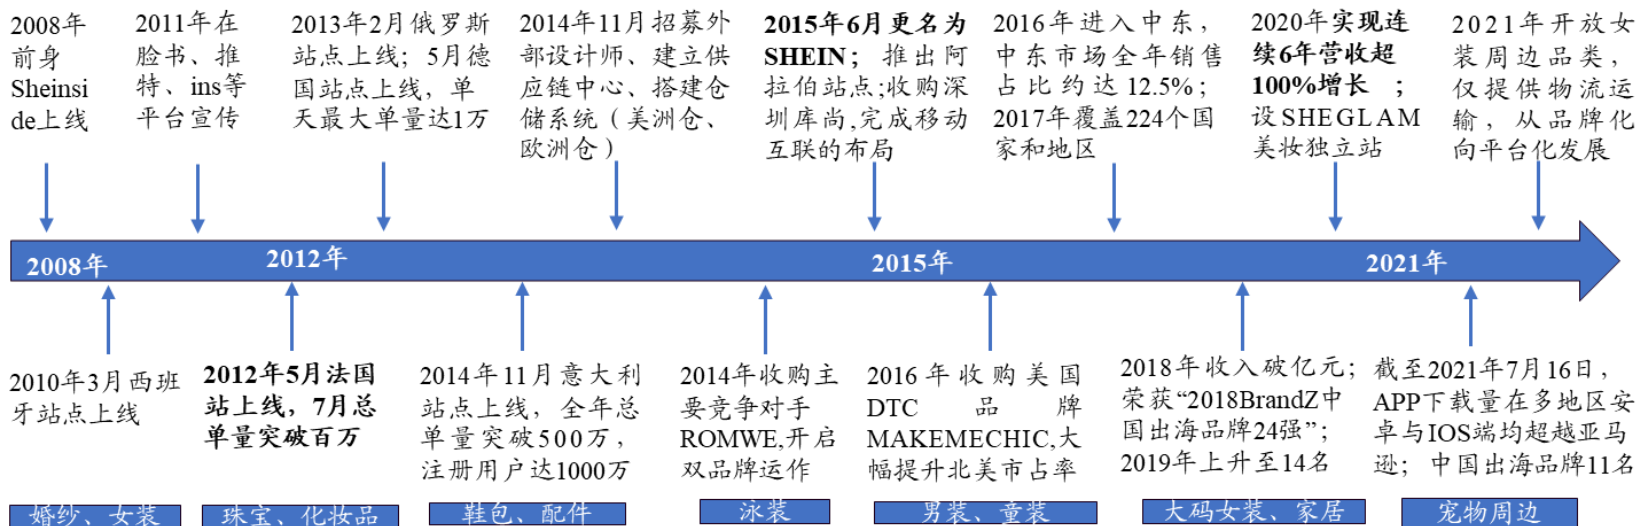 2008年
前身
Sheinsi
de上线
2011年在
脸书、推
特、ins等
平台宣传
2013年2月俄罗斯
站点上线；5月德
国站点上线，单
天最大单量达1万
2014年11月招募外
部设计师、建立供
应链中心、搭建仓
储系统（美洲仓、
欧洲仓）
2015年6月更名为
SHEIN；推出阿
拉伯站点;收购深
圳库尚,完成移动
互联的布局
2016年进入中东，
中东市场全年销售
占比约达12.5%；
2017年覆盖224个国
家和地区
2020年实现连
续6年营收超
100%增长；
设SHEGLAM
美妆独立站
2021年开放女
装周边品类，
仅提供物流运
输，从品牌化
向平台化发展
2008年
2012年
2015年
2021年
2010年3月西班
牙站点上线
2012年5月法国
站上线，7月总
单量突破百万
2014年11月意大利
站点上线，全年总
单量突破500万，
注册用户达1000万
2014年收购主
要竞争对手
ROMWE,开启
双品牌运作
2016年收购美国
DTC品牌
MAKEMECHIC,大
幅提升北美市占率
2018年收入破亿元；
荣获“2018BrandZ中
国出海品牌24强”；
2019年上升至14名
截至2021年7月16日，
APP下载量在多地区安
卓与IOS端均超越亚马
逊；中国出海品牌11名
婚纱、女装
珠宝、化妆品
鞋包、配件
泳装
男装、童装
大码女装、家居
宠物周边